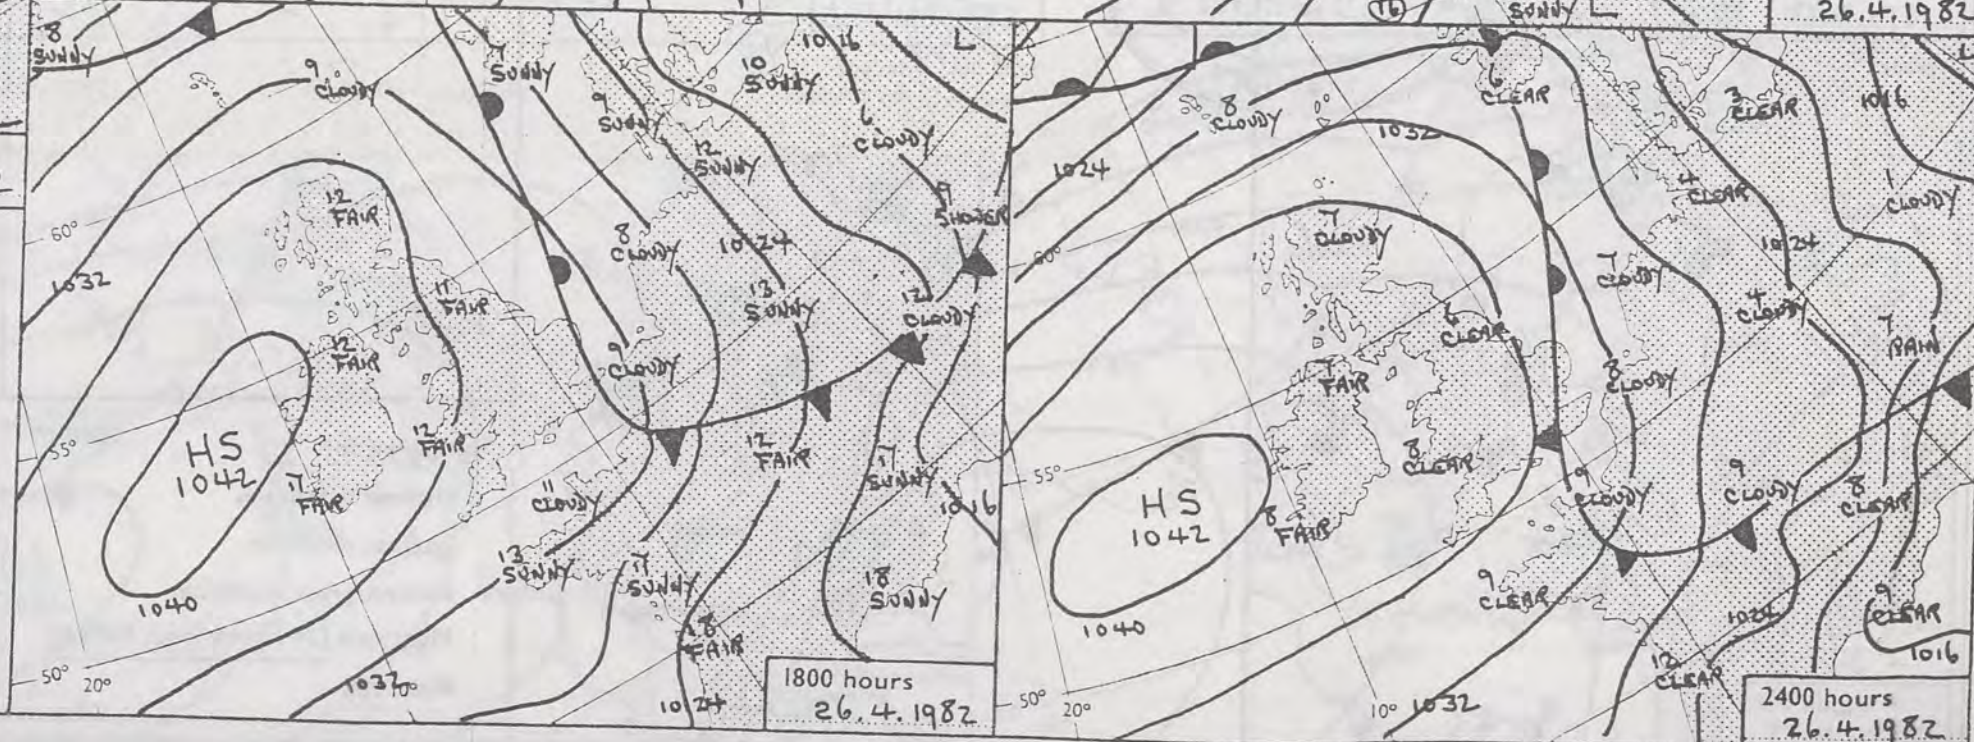 16
SUNNY
L
26.4.1982
8
SUNNY
9
CLOUDY
7
SUNNY
10
SUNNY
1016
L
9
SUNNY
6
CLOUDY
12
SUNNY
12
FAIR
9
SHOWER
60°
8
CLOUDY
1024
1032
11
FAIR
13
SUNNY
12
CLOUDY
12
FAIR
9
CLOUDY
55°
HS
1042
12
FAIR
12
FAIR
17
SUNNY
11
FAIR
11
CLOUDY
1016
13
SUNNY
17
SUNNY
18
SUNNY
1040
18
FAIR
50°
20°
1032
10°
1024
1800 hours
26.4.1982
6
CLEAR
3
CLEAR
1016
L
8
CLOUDY
1032
1024
4
CLEAR
1
CLOUDY
7
CLOUDY
60°
1024
7
CLOUDY
4
CLOUDY
6
CLEAR
7
RAIN
7
FAIR
8
CLOUDY
55°
8
CLEAR
HS
1042
9
CLOUDY
9
CLOUDY
8
CLEAR
8
FAIR
9
CLEAR
9
CLEAR
1040
1024
1016
12
CLEAR
50°
20°
10°
1032
2400 hours
26.4.1982